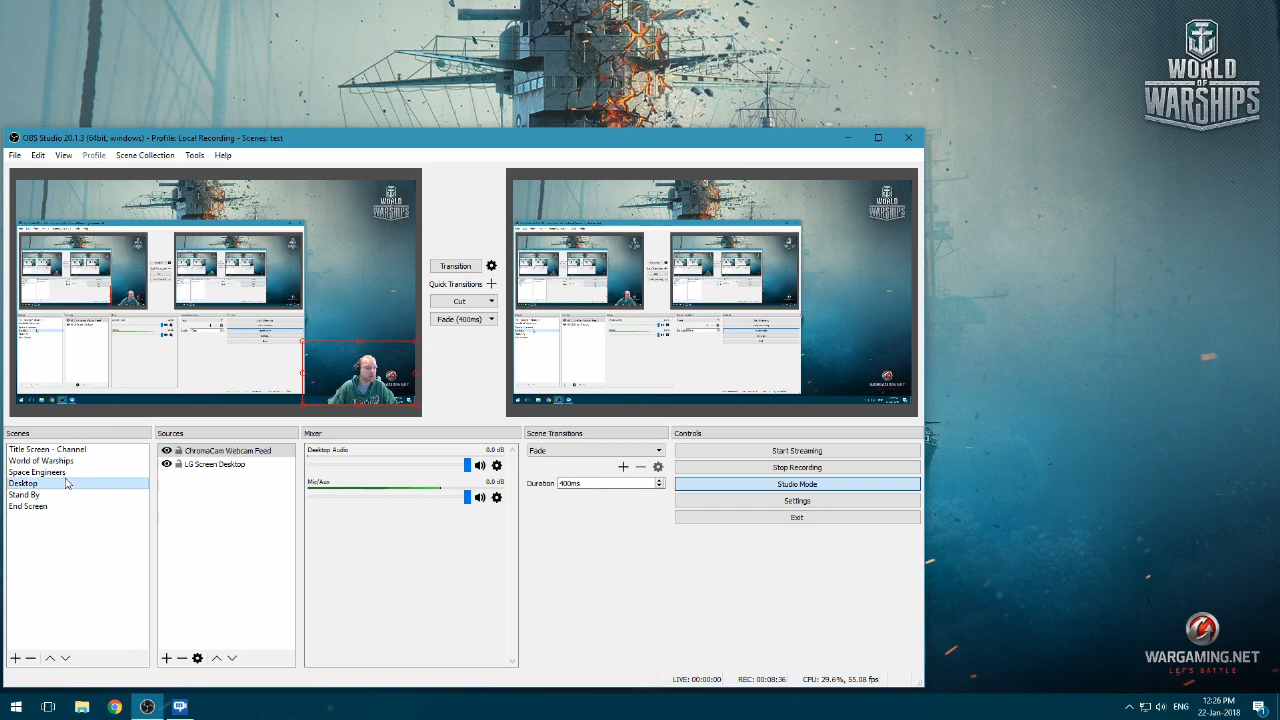 WORLD
OF
WARSHIPS
OBS Studio 20.1.3 (64bit, windows) - Profile: Local Recording - Scenes: test
File Edit View Profile Scene Collection Tools Help
Transition
Quick Transitions
Cut
Fade (400ms)
Scenes Sources Mixer Scene Transitions Controls
Title Screen - Channel
World of Warships
Space Engineers
Desktop
Stand By
End Screen
ChromaCam Webcam Feed
LG Screen Desktop
Desktop Audio 0.0 dB
Mic/Aux 0.0 dB
Fade
Duration 400ms
Start Streaming
Stop Recording
Studio Mode
Settings
Exit
LIVE: 00:00:00 REC: 00:08:36 CPU: 29.6%, 55.08 fps
WARGAMING.NET
LET'S BATTLE
ENG
12:26 PM
22-Jan-2018
1